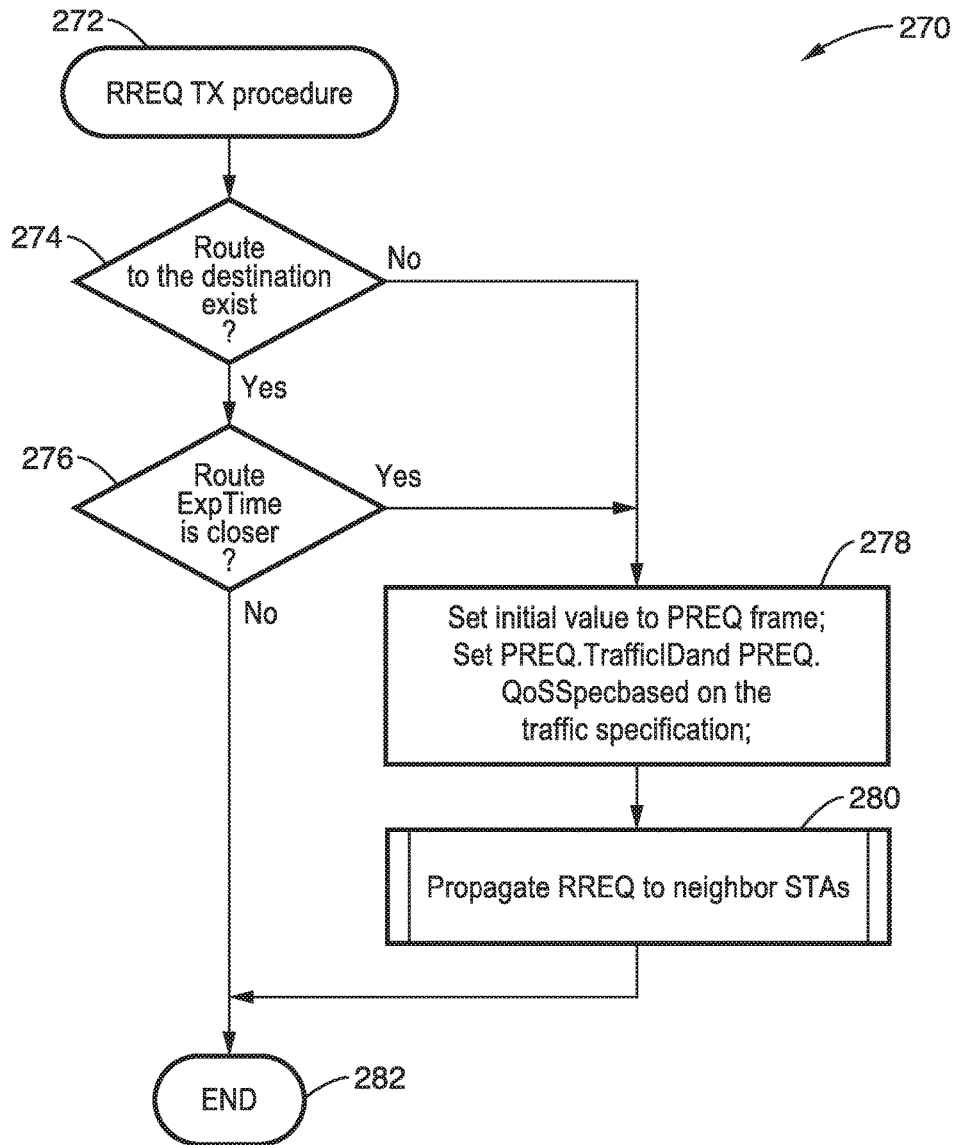 272
270
RREQ TX procedure
274
Route
to the destination
exist
?
No
Yes
276
Route
ExpTime
is closer
?
Yes
No
278
Set initial value to PREQ frame;
Set PREQ.TrafficIDand PREQ.
QoSSpecbased on the
traffic specification;
280
Propagate RREQ to neighbor STAs
END
282